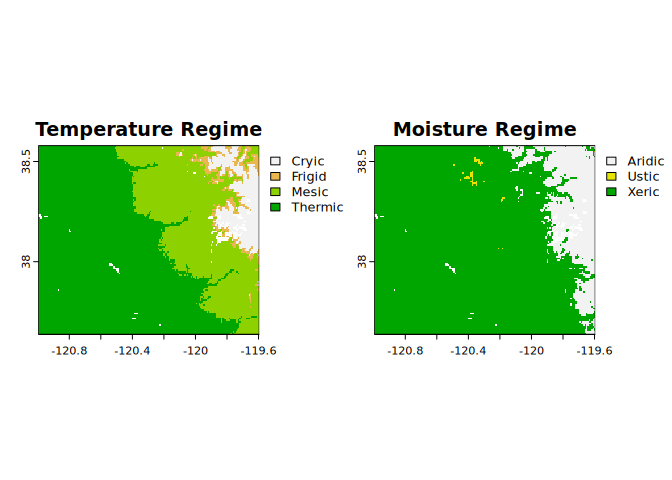 Temperature Regime
38.5
38
-120.8
-120.4
-120
-119.6
Cryic
Frigid
Mesic
Thermic
Moisture Regime
38.5
38
-120.8
-120.4
-120
-119.6
Aridic
Ustic
Xeric